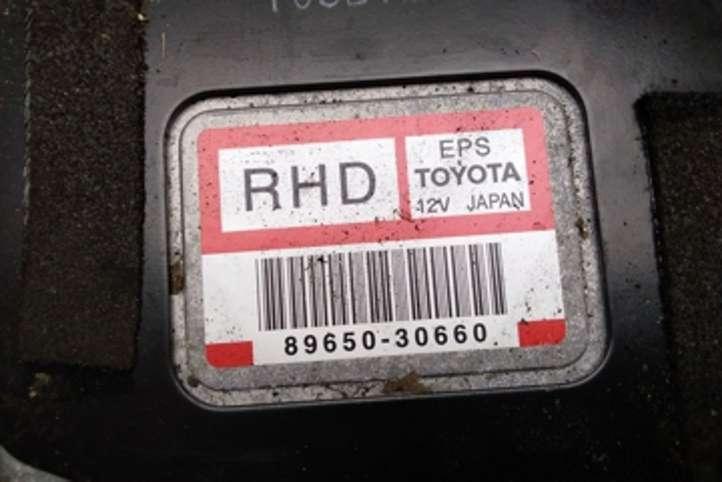 RHD
EPS
TOYOTA
12V JAPAN
89650-30660